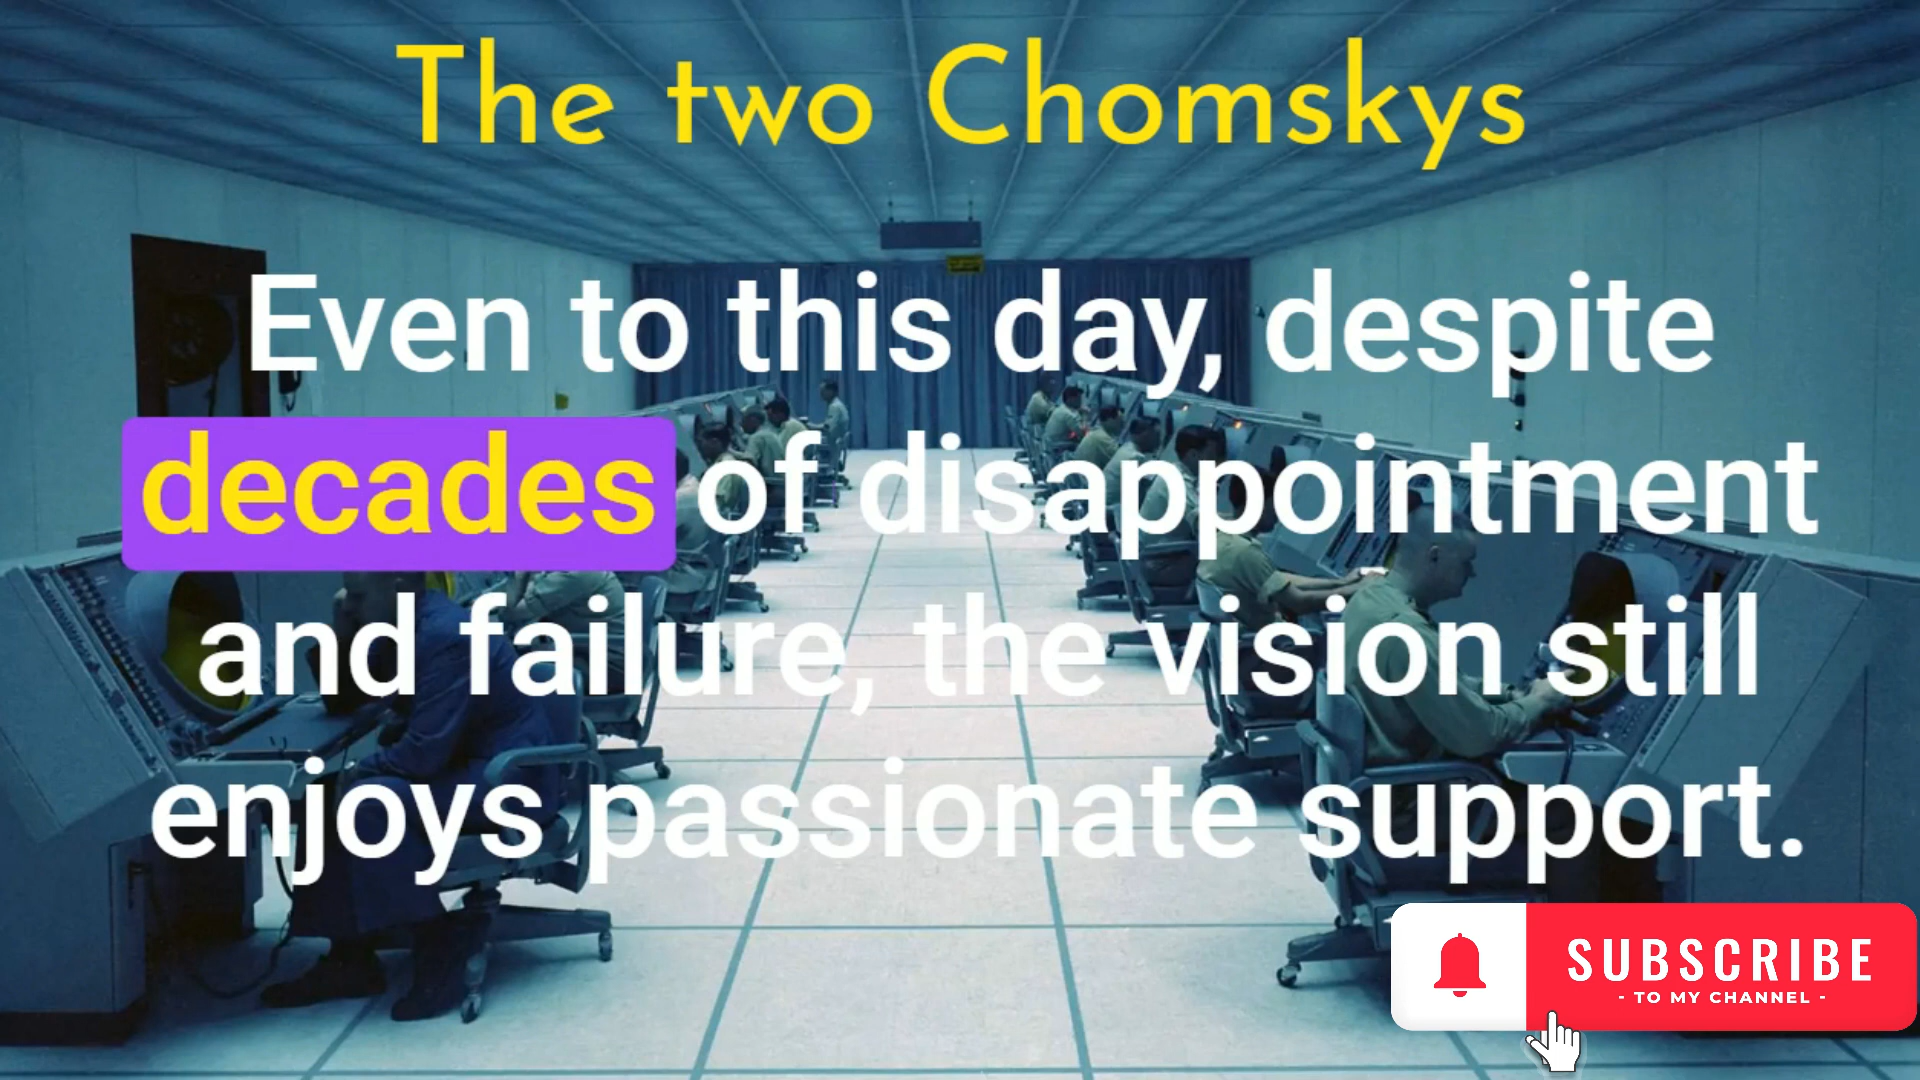 The two Chomskys
Even to this day, despite
decades of disappointment
and failure, the vision still
enjoys passionate support.
SUBSCRIBE
- TO MY CHANNEL -